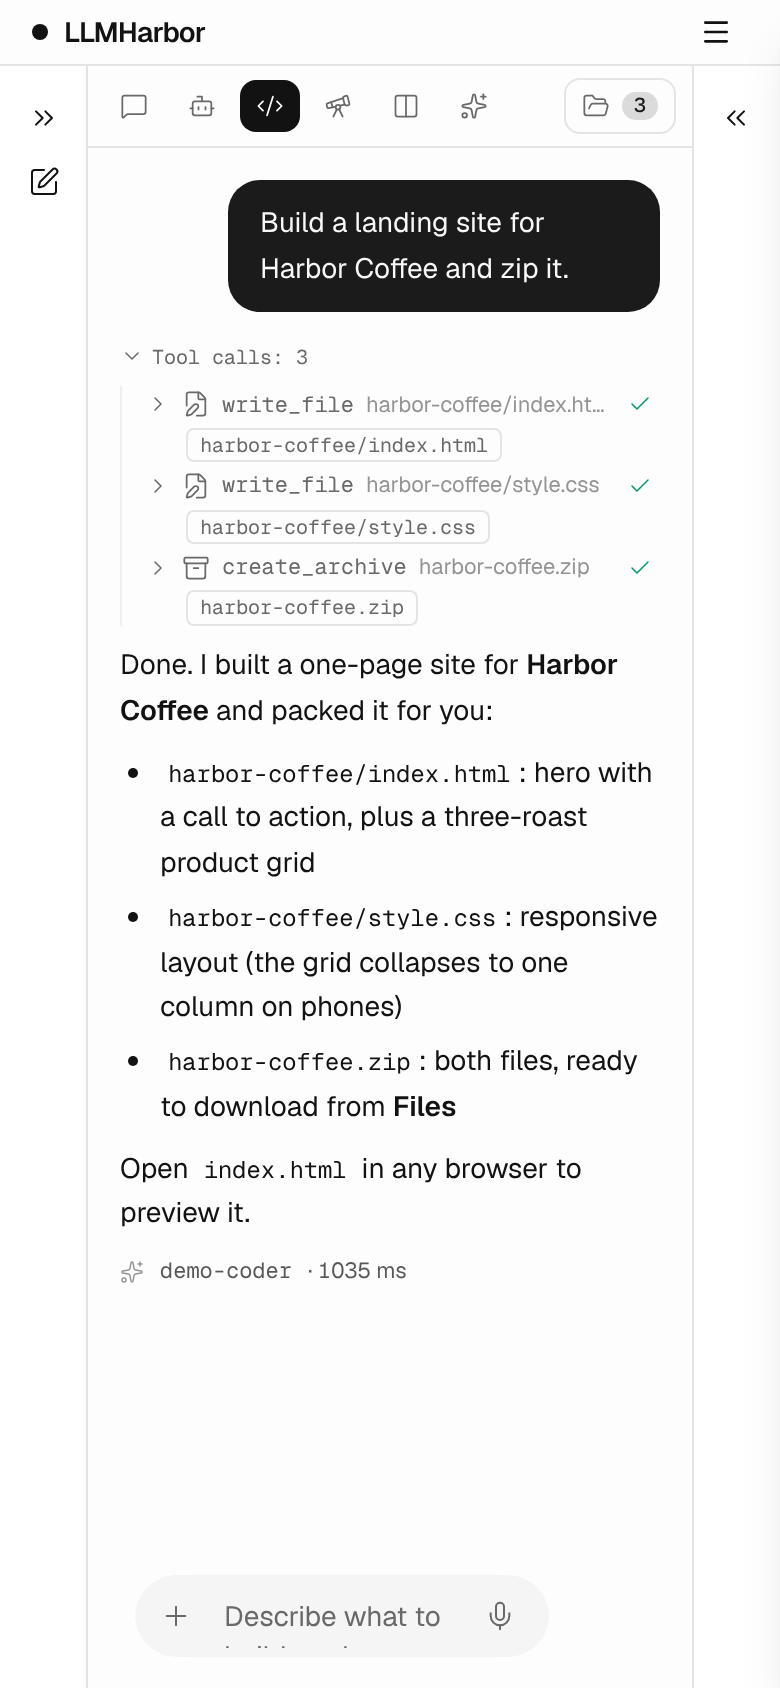 LLMHarbor
3
Build a landing site for
Harbor Coffee and zip it.
Tool calls: 3
write_file harbor-coffee/index.ht...
harbor-coffee/index.html
write_file harbor-coffee/style.css
harbor-coffee/style.css
create_archive harbor-coffee.zip
harbor-coffee.zip
Done. I built a one-page site for Harbor
Coffee and packed it for you:
• harbor-coffee/index.html : hero with
a call to action, plus a three-roast
product grid
• harbor-coffee/style.css : responsive
layout (the grid collapses to one
column on phones)
• harbor-coffee.zip : both files, ready
to download from Files
Open index.html in any browser to
preview it.
demo-coder · 1035 ms
Describe what to